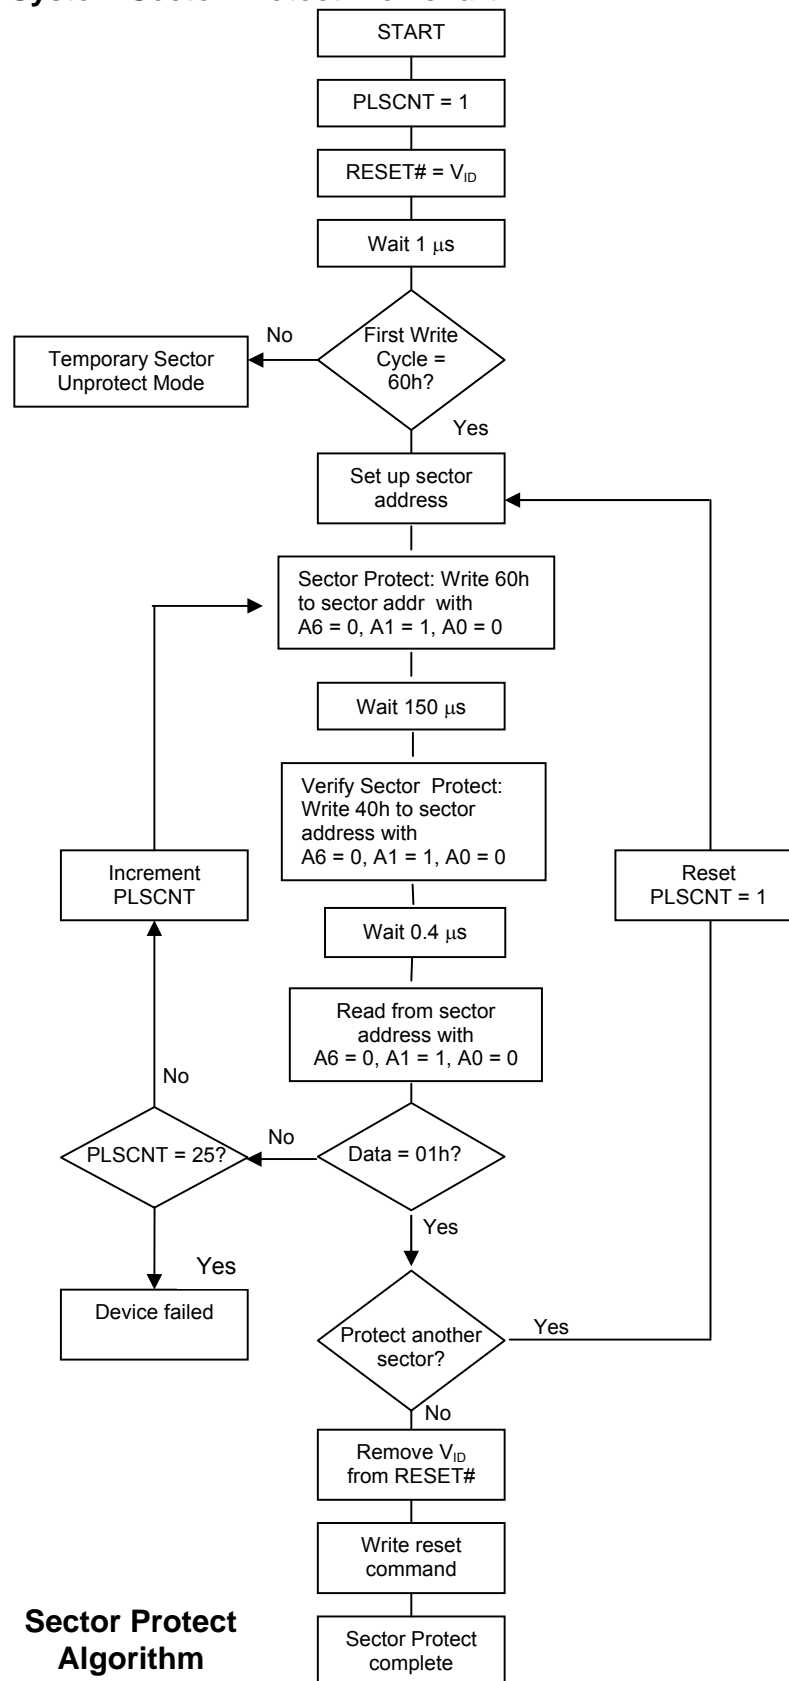 START
PLSCNT = 1
RESET# = VID
Wait 1 μs
First Write
Cycle =
60h?
No
Temporary Sector
Unprotect Mode
Yes
Set up sector
address
Sector Protect: Write 60h
to sector addr with
A6 = 0, A1 = 1, A0 = 0
Wait 150 μs
Verify Sector Protect:
Write 40h to sector
address with
A6 = 0, A1 = 1, A0 = 0
Increment
PLSCNT
Reset
PLSCNT = 1
Wait 0.4 μs
Read from sector
address with
A6 = 0, A1 = 1, A0 = 0
No
PLSCNT = 25?
No
Data = 01h?
Yes
Yes
Device failed
Protect another
sector?
Yes
No
Remove VID
from RESET#
Write reset
command
Sector Protect
Algorithm
Sector Protect
complete